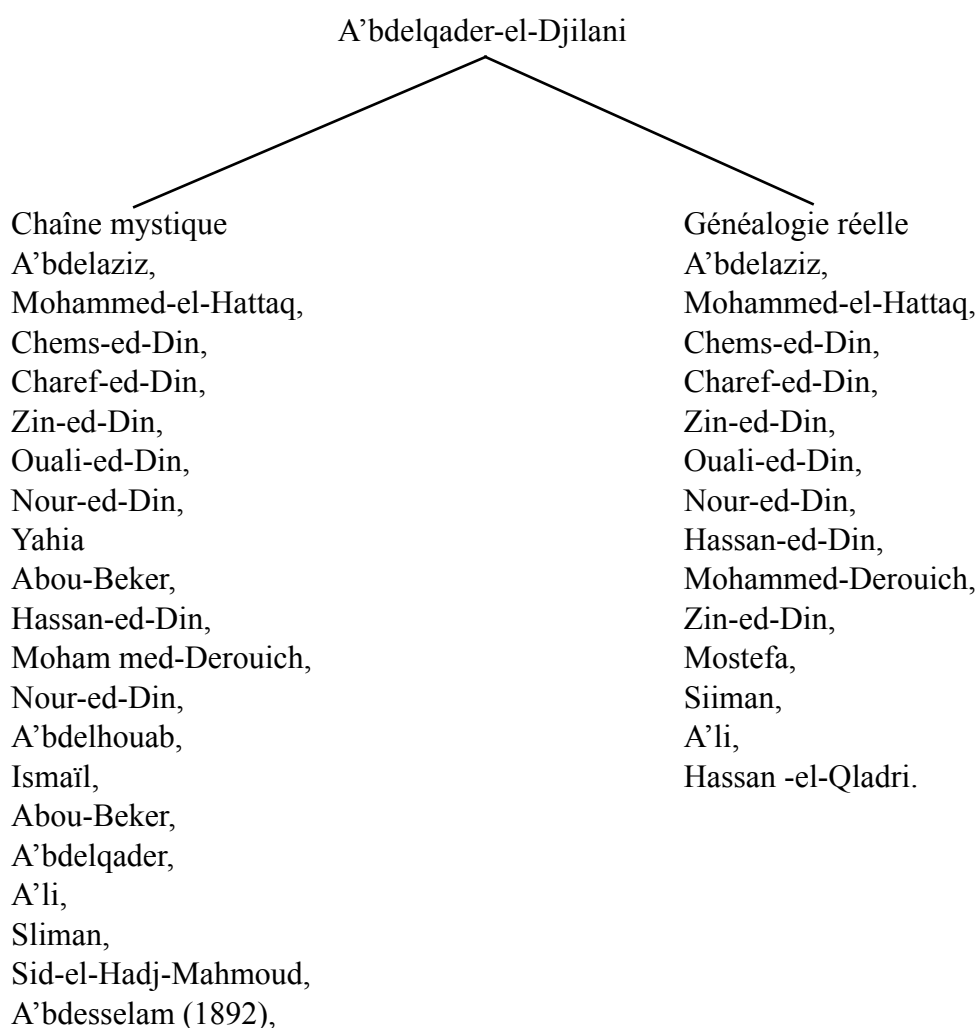 A’bdelqader-el-Djilani
Chaîne mystique
A’bdelaziz,
Mohammed-el-Hattaq,
Chems-ed-Din,
Charef-ed-Din,
Zin-ed-Din,
Ouali-ed-Din,
Nour-ed-Din,
Yahia
Abou-Beker,
Hassan-ed-Din,
Moham med-Derouich,
Nour-ed-Din,
A’bdelhouab,
Ismaïl,
Abou-Beker,
A’bdelqader,
A’li,
Sliman,
Sid-el-Hadj-Mahmoud,
A’bdesselam (1892),
Généalogie réelle
A’bdelaziz,
Mohammed-el-Hattaq,
Chems-ed-Din,
Charef-ed-Din,
Zin-ed-Din,
Ouali-ed-Din,
Nour-ed-Din,
Hassan-ed-Din,
Mohammed-Derouich,
Zin-ed-Din,
Mostefa,
Siiman,
A’li,
Hassan -el-Qladri.